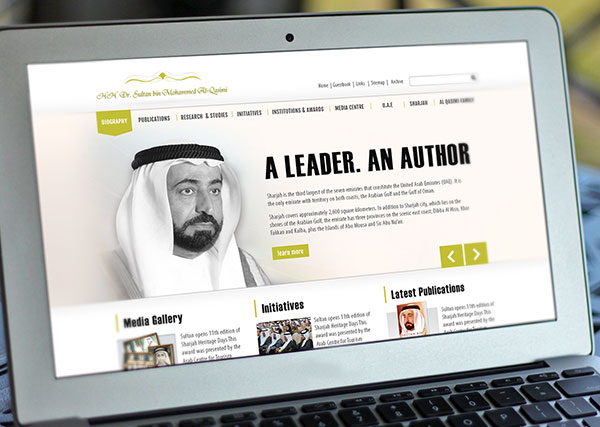 HH Dr. Sultan bin Mohammed Al-Qasimi
Home | Guestbook | Links | Sitemap | Archive
BIOGRAPHY PUBLICATIONS RESEARCH & STUDIES INITIATIVES INSTITUTIONS & AWARDS MEDIA CENTRE U.A.E SHARJAH AL QASIMI FAMILY
A LEADER. AN AUTHOR
Sharjah is the third largest of the seven emirates that constitute the United Arab Emirates (UAE). It is
the only emirate with territory on both coasts, the Arabian Gulf and the Gulf of Oman.
Sharjah covers approximately 2,600 square kilometers. In addition to Sharjah city, which lies on the
shores of the Arabian Gulf, the emirate has three provinces on the scenic east coast, Dibba Al Hisn, Khor
Fakkan and Kalba, plus the Islands of Abu Moosa and Sir Abu Nu'air.
learn more
Media Gallery
Sultan opens 11th edition of
Sharjah Heritage Days This
award was presented by the
Arab Centre for Tourism
Initiatives
Sultan opens 11th edition of
Sharjah Heritage Days This
award was presented by the
Arab Centre for Tourism
Latest Publications
Sultan opens 11th edition of
Sharjah Heritage Days This
award was presented by the